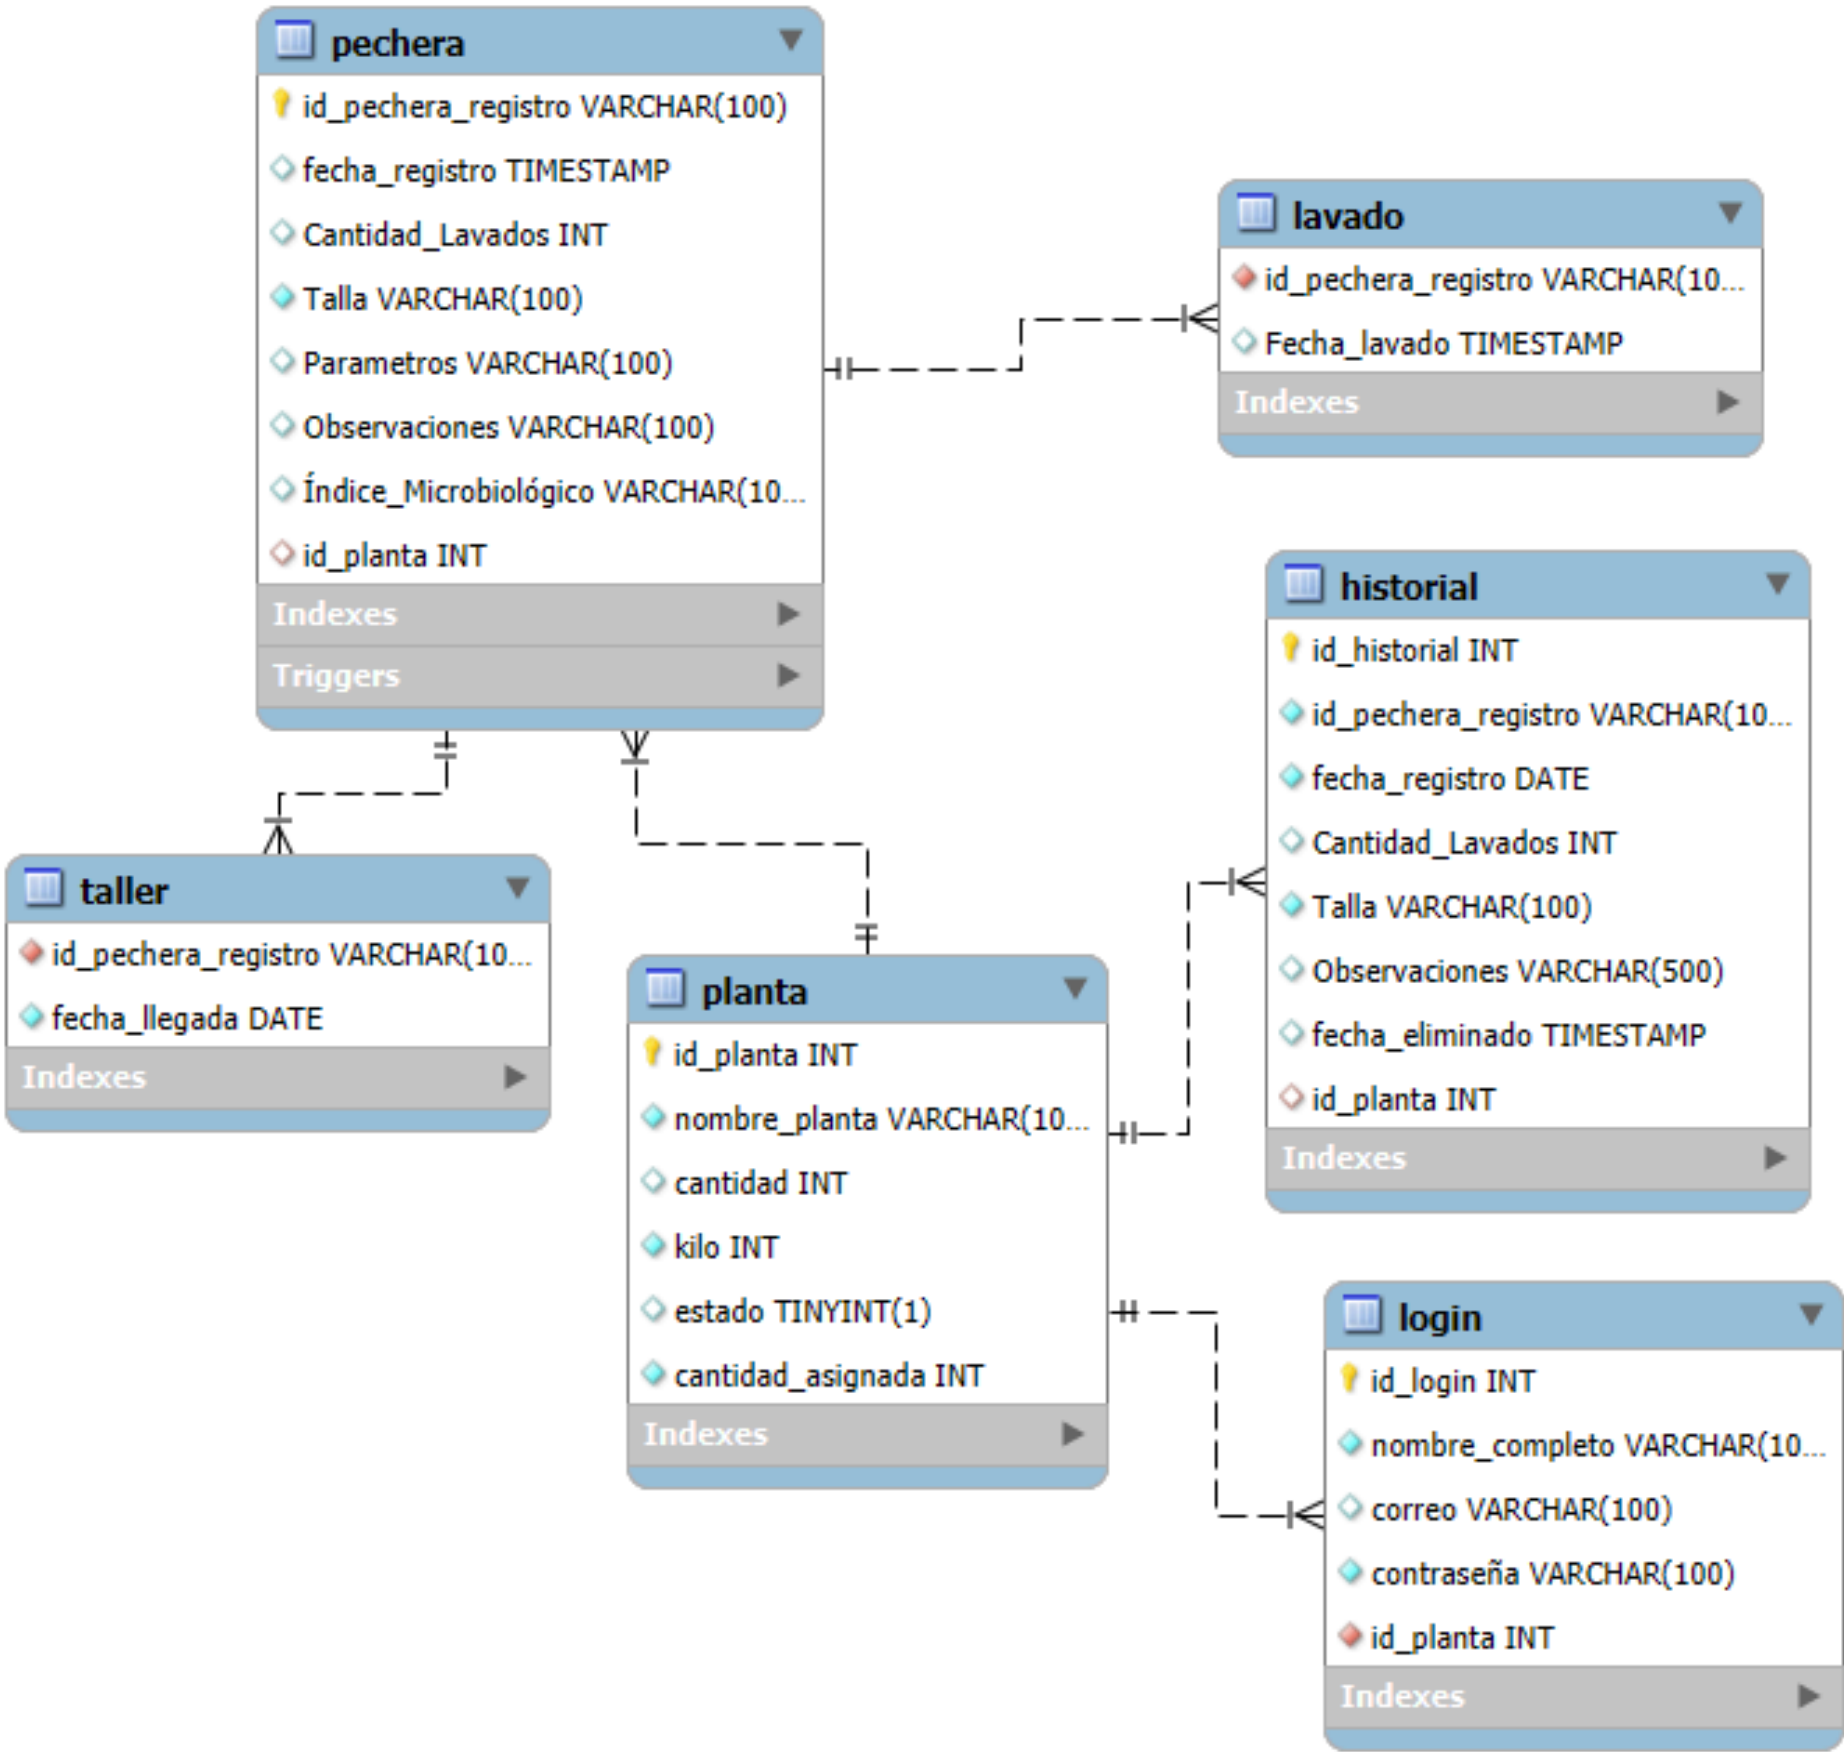 pechera
id_pechera_registro VARCHAR(100)
fecha_registro TIMESTAMP
Cantidad_Lavados INT
Talla VARCHAR(100)
Parametros VARCHAR(100)
Observaciones VARCHAR(100)
Índice_Microbiológico VARCHAR(10...
id_planta INT
Indexes
Triggers
lavado
id_pechera_registro VARCHAR(10...
Fecha_lavado TIMESTAMP
Indexes
historial
id_historial INT
id_pechera_registro VARCHAR(10...
fecha_registro DATE
Cantidad_Lavados INT
Talla VARCHAR(100)
Observaciones VARCHAR(500)
fecha_eliminado TIMESTAMP
id_planta INT
Indexes
taller
id_pechera_registro VARCHAR(10...
fecha_llegada DATE
Indexes
planta
id_planta INT
nombre_planta VARCHAR(10...
cantidad INT
kilo INT
estado TINYINT(1)
cantidad_asignada INT
Indexes
login
id_login INT
nombre_completo VARCHAR(10...
correo VARCHAR(100)
contraseña VARCHAR(100)
id_planta INT
Indexes